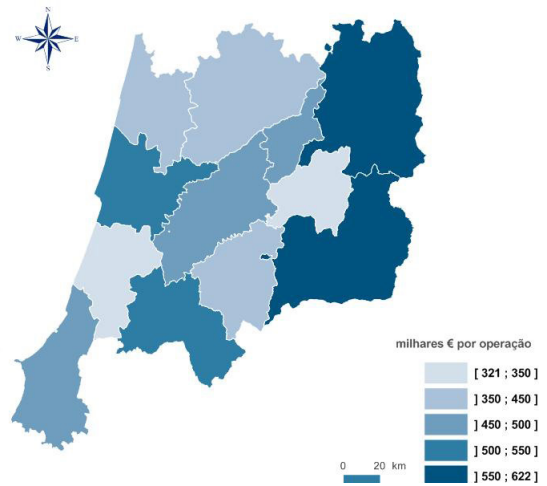 N
W E
S
milhares € por operação
[ 321 ; 350 ]
] 350 ; 450 ]
] 450 ; 500 ]
] 500 ; 550 ]
] 550 ; 622 ]
0 20 km